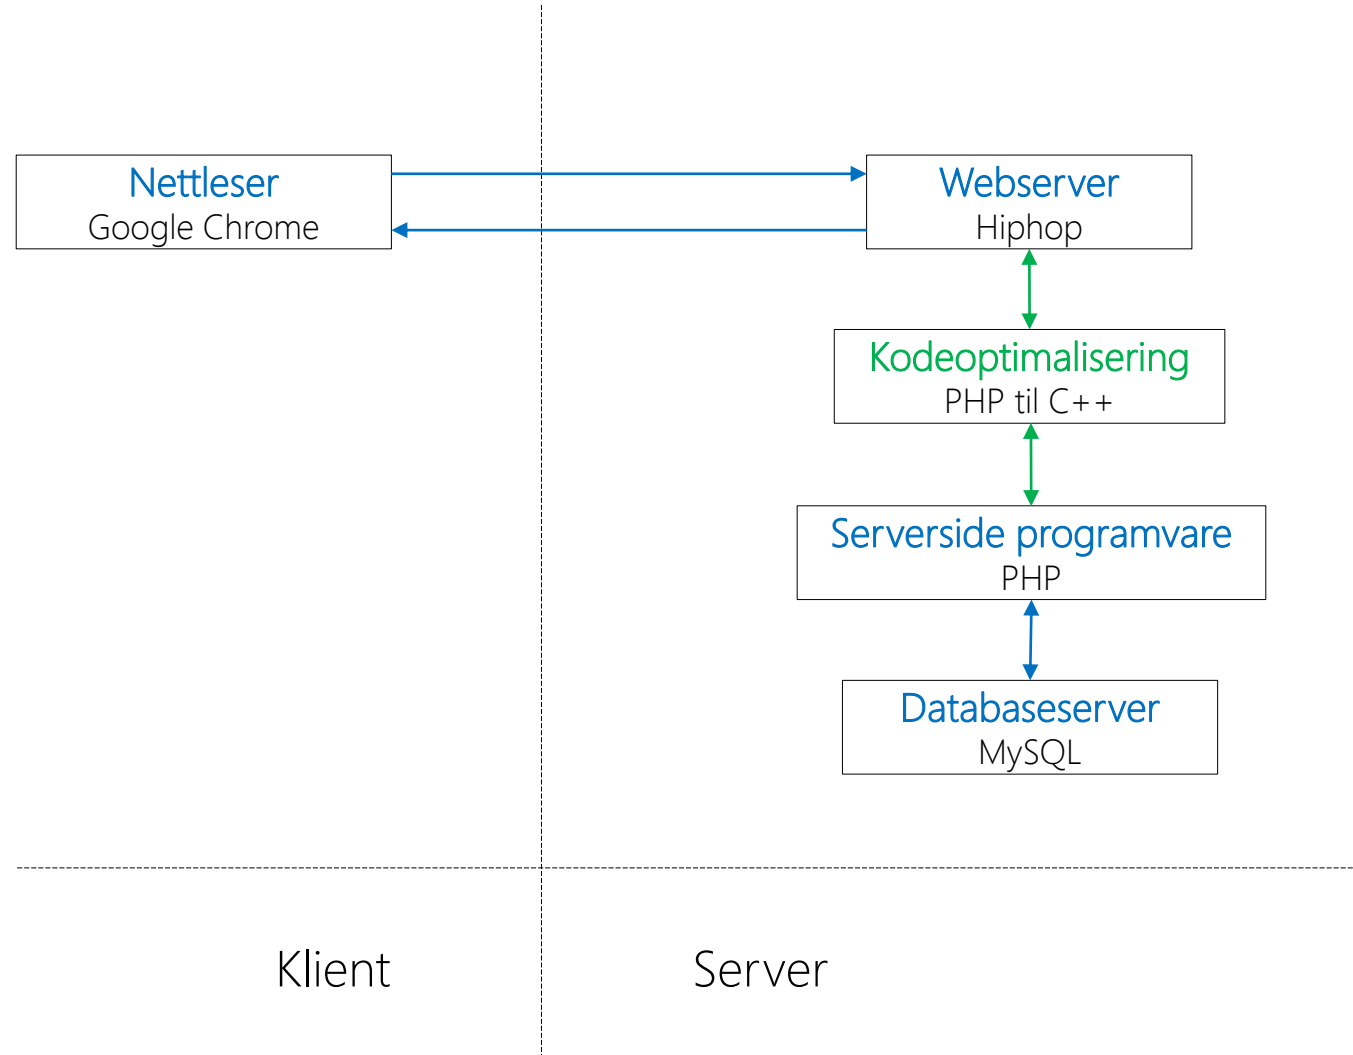 Nettleser
Google Chrome
Webserver
Hiphop
Kodeoptimalisering
PHP til C++
Serverside programvare
PHP
Databaseserver
MySQL
Klient
Server